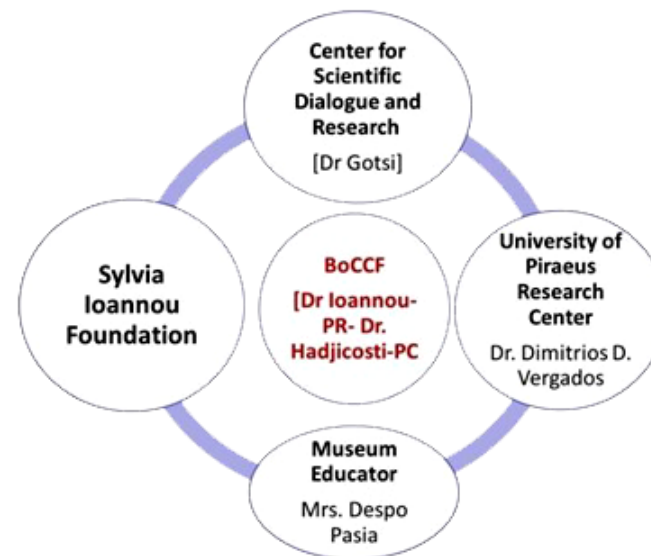 Center for
Scientific
Dialogue and
Research
[Dr Gotsi]
Sylvia
Ioannou
Foundation
BoCCF
[Dr Ioannou-
PR- Dr.
Hadjicosti-PC
University of
Piraeus
Research
Center
Dr. Dimitrios D.
Vergados
Museum
Educator
Mrs. Despo
Pasia